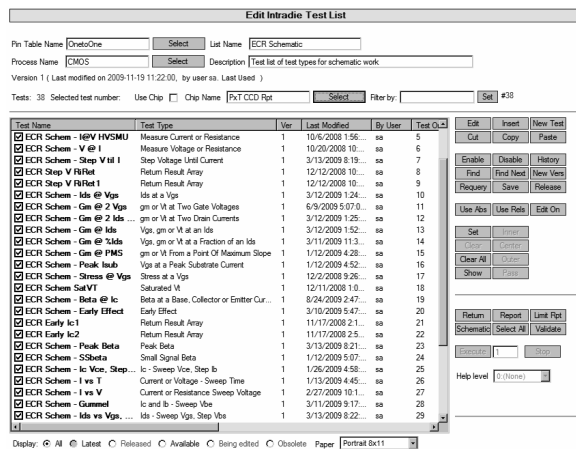 Edit Intradie Test List
Pin Table Name OnetoOne Select List Name ECR Schematic
Process Name CMOS Select Description Test list of test types for schematic work
Version 1 ( Last modified on 2009-11-19 11:22:00, by user sa. Last Used )
Tests: 38 Selected test number: Use Chip Chip Name PxT CCD Rpt Select Filter by: Set #38
Test Name Test Type Ver Last Modified By User Test Ou
ECR Schem - I@V HVSMU Measure Current or Resistance 1 10/6/2008 1:56:... sa 5
ECR Schem - V @ I Measure Voltage or Resistance 1 10/20/2008 10:... sa 6
ECR Schem - Step V til I Step Voltage Until Current 1 3/13/2009 8:19:... sa 7
ECR Step V RiRet Return Result Array 1 12/12/2008 10:... sa 8
ECR Step V RiRet1 Return Result Array 1 12/12/2008 10:... sa 9
ECR Schem - Ids @ Vgs Ids at a Vgs 1 3/12/2009 1:24:... sa 10
ECR Schem - Gm @ 2 Vgs gm or Vt at Two Gate Voltages 1 6/9/2009 5:07:0... sa 11
ECR Schem - Gm @ 2 Ids ... gm or Vt at Two Drain Currents 1 3/12/2009 1:25:... sa 12
ECR Schem - Gm @ Ids Vgs, gm or Vt at an Ids 1 3/12/2009 1:52:... sa 13
ECR Schem - Gm @ %Ids Vgs, gm or Vt, at a Fraction of an Ids 1 3/11/2009 11:3... sa 14
ECR Schem - Gm @ PMS gm or Vt From a Point Of Maximum Slope 1 1/12/2009 4:28:... sa 15
ECR Schem - Peak Isub Vgs at a Peak Substrate Current 1 1/12/2009 4:52:... sa 16
ECR Schem - Stress @ Vgs Stress at a Vgs 1 12/2/2008 9:26:... sa 17
ECR Schem SatVT Saturated Vt 1 12/11/2008 1:0... sa 18
ECR Schem - Beta @ Ic Beta at a Base, Collector or Emitter Cur... 1 8/24/2009 2:47:... sa 19
ECR Schem - Early Effect Early Effect 1 3/10/2009 5:47:... sa 20
ECR Early Ic1 Return Result Array 1 11/17/2008 2:1... sa 21
ECR Early Ic2 Return Result Array 1 11/17/2008 2:5... sa 22
ECR Schem - Peak Beta Peak Beta 1 3/13/2009 8:21:... sa 23
ECR Schem - SSbeta Small Signal Beta 1 1/12/2009 5:07:... sa 24
ECR Schem - Ic Vce, Step... Ic - Sweep Vce, Step Ib 1 1/26/2009 4:58:... sa 25
ECR Schem - I vs T Current or Voltage - Sweep Time 1 1/13/2009 4:45:... sa 26
ECR Schem - I vs V Current or Resistance Sweep Voltage 1 2/27/2009 10:1... sa 27
ECR Schem - Gummel Ic and Ib - Sweep Vbe 1 3/11/2009 9:17:... sa 28
ECR Schem - Ids vs Vgs, ... Ids - Sweep Vgs, Step Vbs 1 3/13/2009 8:22:... sa 29
Edit Insert New Test
Cut Copy Paste
Enable Disable History
Find Find Next New Vers
Requery Save Release
Use Abs Use Rels Edit On
Set Inner
Clear Center
Clear All Outer
Show Pass
Return Report Limit Rpt
Schematic Select All Validate
Execute 1 Stop
Help level 0:(None)
Display: All Latest Released Available Being edited Obsolete Paper Portrait 8x11